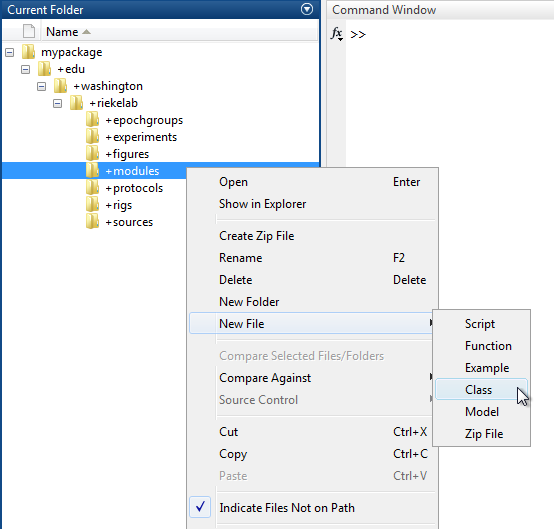 Current Folder
Command Window
Name
fx >>
mypackage
+edu
+washington
+riekelab
+epochgroups
+experiments
+figures
+modules
+protocols
+rigs
+sources
Open Enter
Show in Explorer
Create Zip File
Rename F2
Delete Delete
New Folder
New File
Compare Selected Files/Folders
Compare Against
Source Control
Cut Ctrl+X
Copy Ctrl+C
Paste Ctrl+V
Indicate Files Not on Path
Script
Function
Example
Class
Model
Zip File